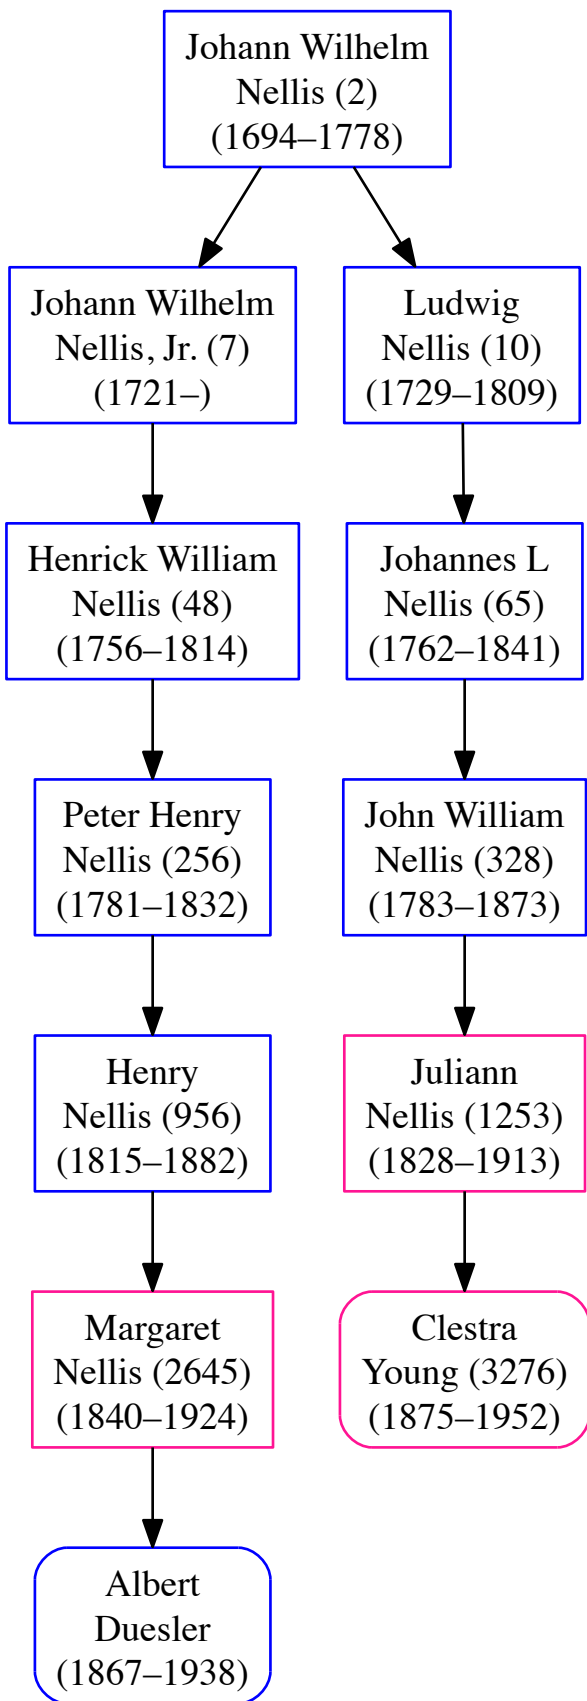 Johann Wilhelm
Nellis (2)
(1694–1778)
Johann Wilhelm
Nellis, Jr. (7)
(1721–)
Ludwig
Nellis (10)
(1729–1809)
Henrick William
Nellis (48)
(1756–1814)
Johannes L
Nellis (65)
(1762–1841)
Peter Henry
Nellis (256)
(1781–1832)
John William
Nellis (328)
(1783–1873)
Henry
Nellis (956)
(1815–1882)
Juliann
Nellis (1253)
(1828–1913)
Margaret
Nellis (2645)
(1840–1924)
Clestra
Young (3276)
(1875–1952)
Albert
Duesler
(1867–1938)